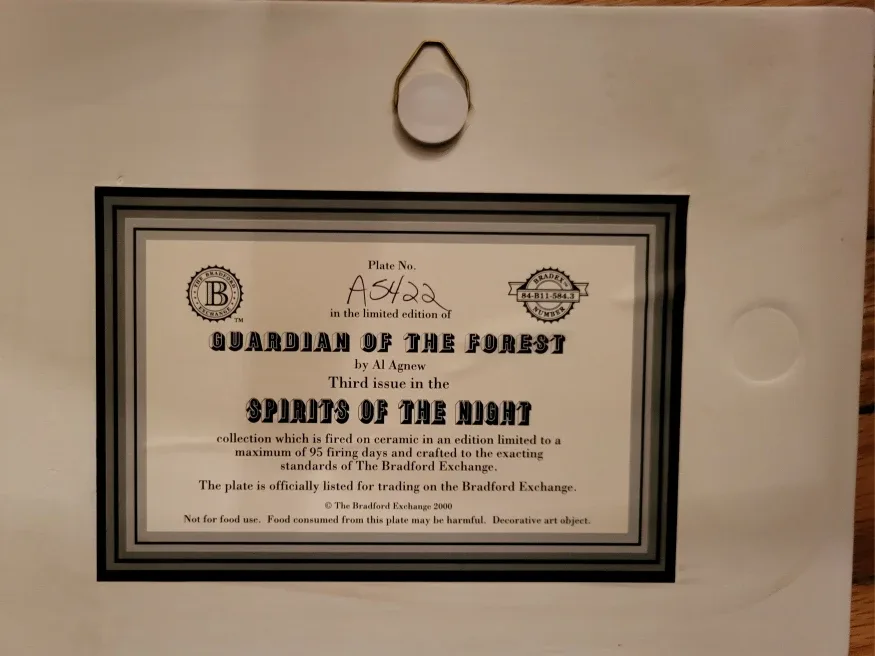 Plate No.
A5422
in the limited edition of
THE BRADFORD EXCHANGE
B
TM
BRADEX™
84-B11-584.3
NUMBER
GUARDIAN OF THE FOREST
by Al Agnew
Third issue in the
SPIRITS OF THE NIGHT
collection which is fired on ceramic in an edition limited to a
maximum of 95 firing days and crafted to the exacting
standards of The Bradford Exchange.
The plate is officially listed for trading on the Bradford Exchange.
© The Bradford Exchange 2000
Not for food use. Food consumed from this plate may be harmful. Decorative art object.